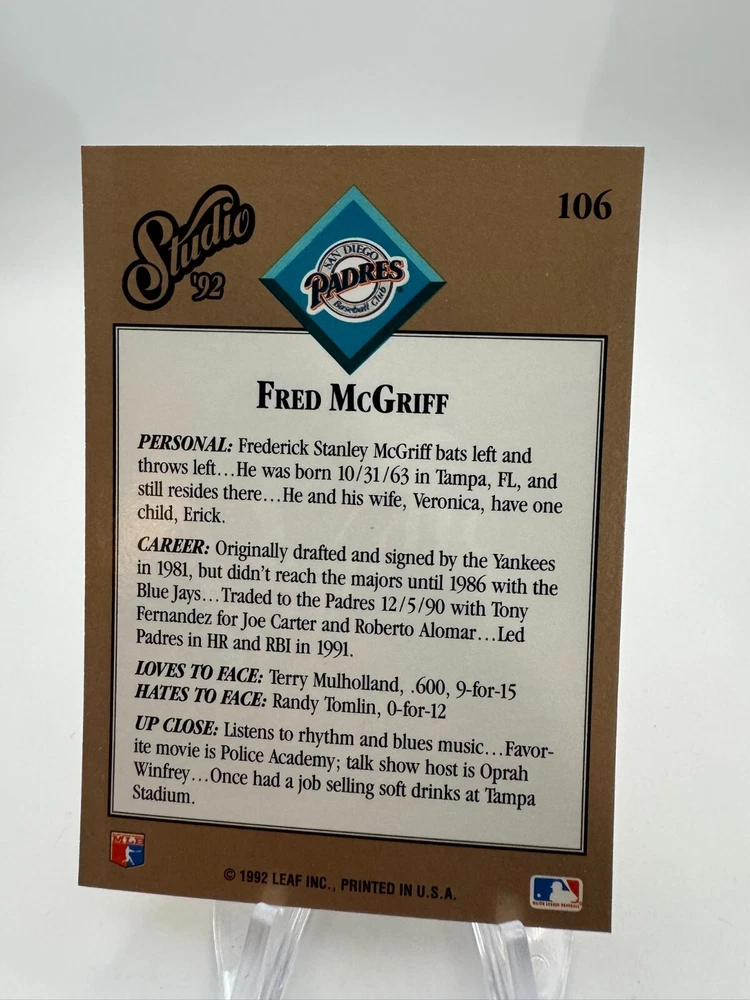 Studio
'92
106
SAN DIEGO
PADRES
Baseball Club
FRED MCGRIFF
PERSONAL: Frederick Stanley McGriff bats left and
throws left...He was born 10/31/63 in Tampa, FL, and
still resides there...He and his wife, Veronica, have one
child, Erick.
CAREER: Originally drafted and signed by the Yankees
in 1981, but didn't reach the majors until 1986 with the
Blue Jays...Traded to the Padres 12/5/90 with Tony
Fernandez for Joe Carter and Roberto Alomar...Led
Padres in HR and RBI in 1991.
LOVES TO FACE: Terry Mulholland, .600, 9-for-15
HATES TO FACE: Randy Tomlin, 0-for-12
UP CLOSE: Listens to rhythm and blues music...Favor-
ite movie is Police Academy; talk show host is Oprah
Winfrey...Once had a job selling soft drinks at Tampa
Stadium.
MLB
© 1992 LEAF INC., PRINTED IN U.S.A.
MAJOR LEAGUE BASEBALL